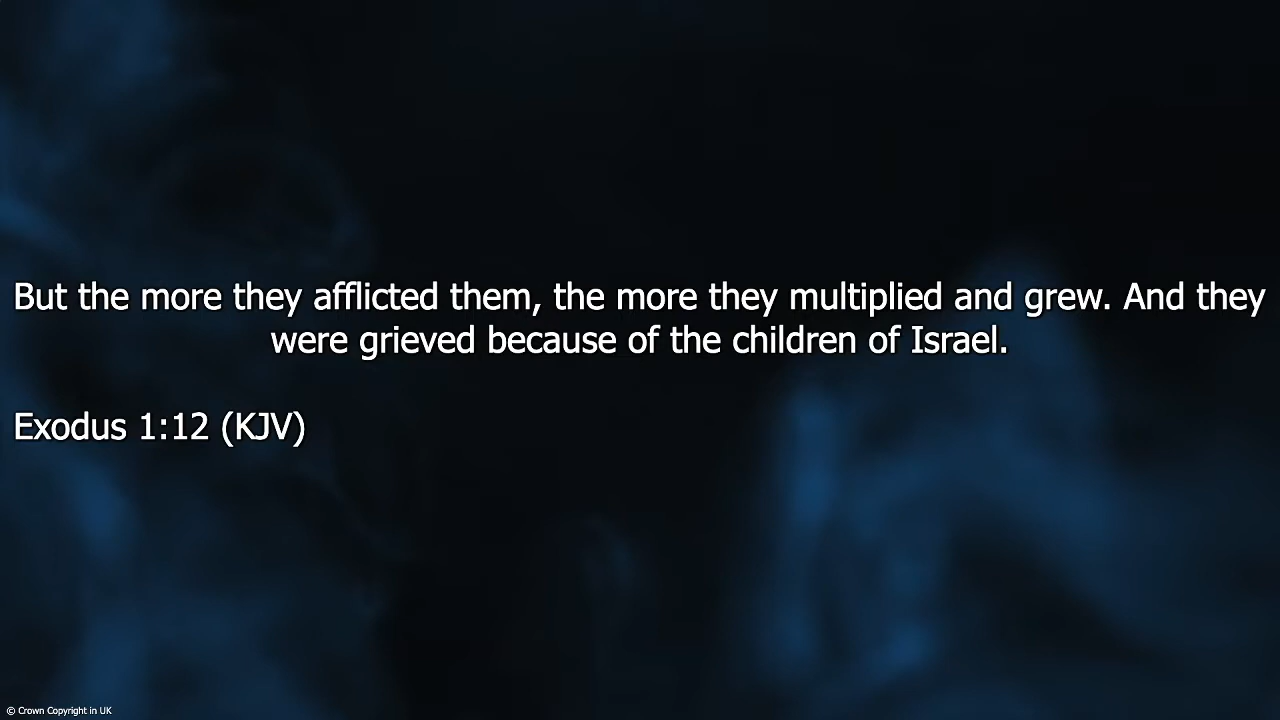 But the more they afflicted them, the more they multiplied and grew. And they
were grieved because of the children of Israel.
Exodus 1:12 (KJV)
© Crown Copyright in UK